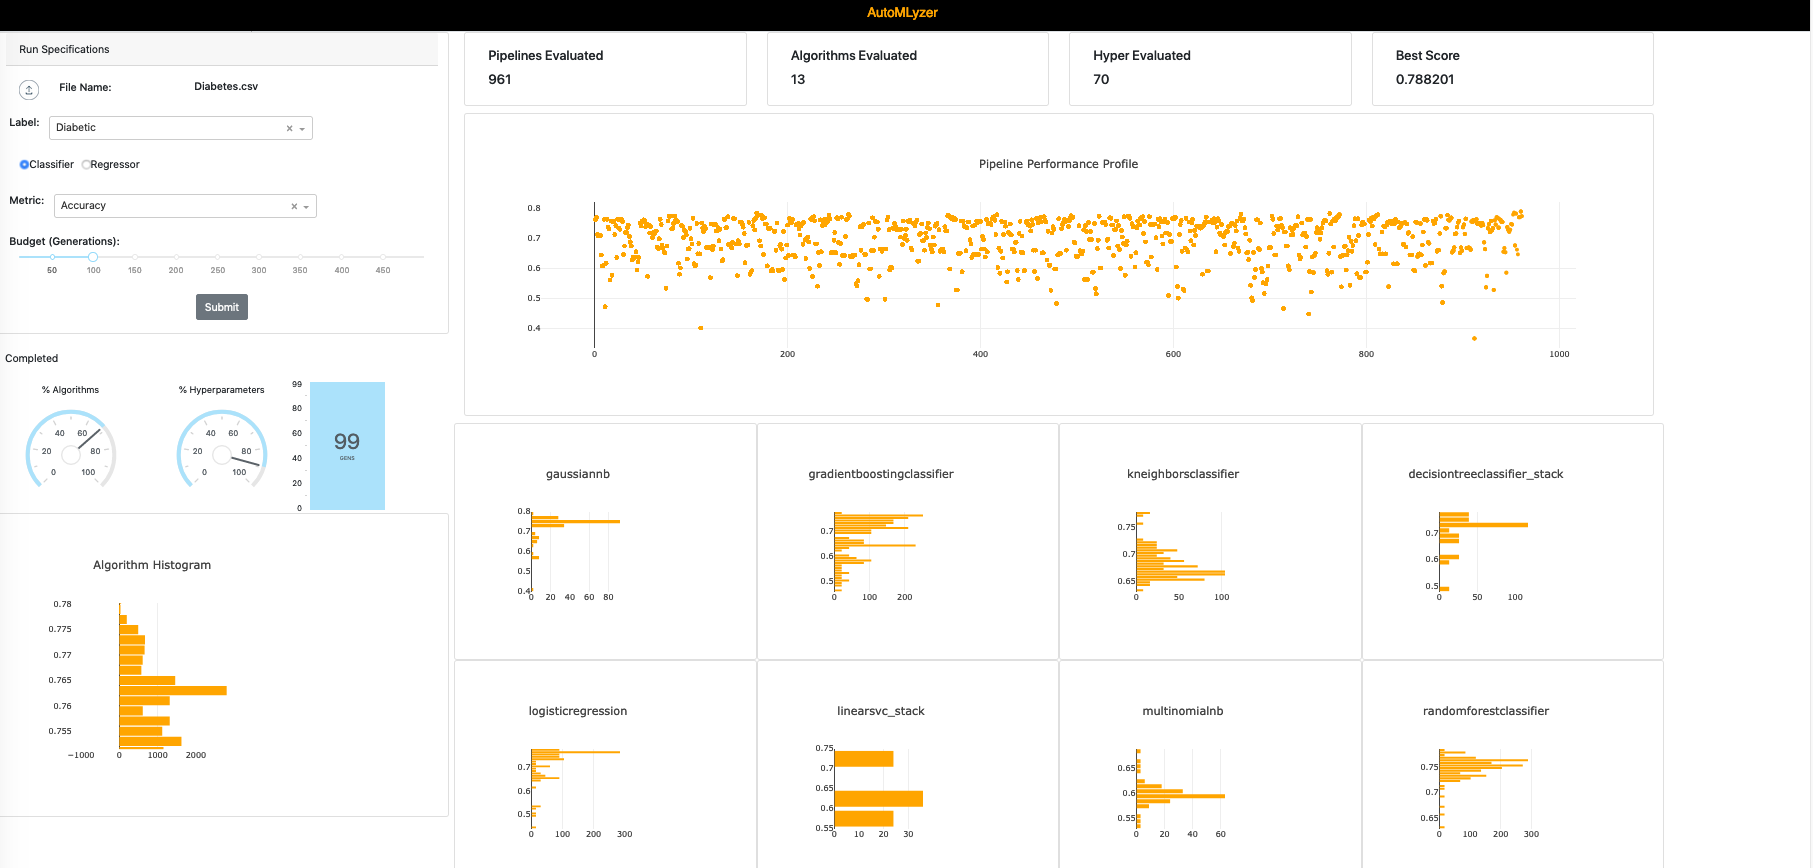 AutoMLyzer
Run Specifications
File Name: Diabetes.csv
Label: Diabetic × 
Classifier Regressor
Metric: Accuracy ×
Budget (Generations):
50 100 150 200 250 300 350 400 450
Submit
Completed
% Algorithms
0 20 40 60 80 100
% Hyperparameters
0 20 40 60 80 100
99
80
60
40
20
0
99
GENS
Algorithm Histogram
0.78
0.775
0.77
0.765
0.76
0.755
−1000 0 1000 2000
Pipelines Evaluated
961
Algorithms Evaluated
13
Hyper Evaluated
70
Best Score
0.788201
Pipeline Performance Profile
0.8
0.7
0.6
0.5
0.4
0 200 400 600 800 1000
gaussiannb
0.8
0.7
0.6
0.5
0.4
0 20 40 60 80
gradientboostingclassifier
0.7
0.6
0.5
0 100 200
kneighborsclassifier
0.75
0.7
0.65
0 50 100
decisiontreeclassifier_stack
0.7
0.6
0.5
0 50 100
logisticregression
0.7
0.6
0.5
0 100 200 300
linearsvc_stack
0.75
0.7
0.65
0.6
0.55
0 10 20 30
multinomialnb
0.65
0.6
0.55
0 20 40 60
randomforestclassifier
0.75
0.7
0.65
0 100 200 300